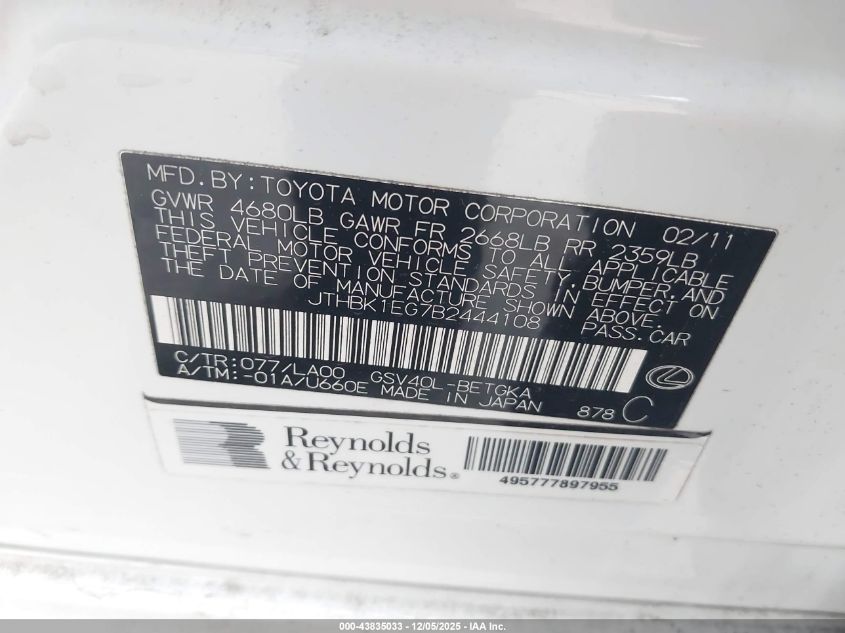 MFD.BY:TOYOTA MOTOR CORPORATION 02/11
GVWR 4680LB GAWR FR 2668LB RR 2359LB
THIS VEHICLE CONFORMS TO ALL APPLICABLE
FEDERAL MOTOR VEHICLE SAFETY,BUMPER,AND
THEFT PREVENTION STANDARDS IN EFFECT ON
THE DATE OF MANUFACTURE SHOWN ABOVE.
JTHBK1EG7B2444108 PASS.CAR
C/TR:077/LA00 GSV40L-BETGKA
A/TM:-01A/U660E MADE IN JAPAN 878 C
Reynolds
&Reynolds®
495777897955
000-43835033 - 12/05/2025 - IAA Inc.